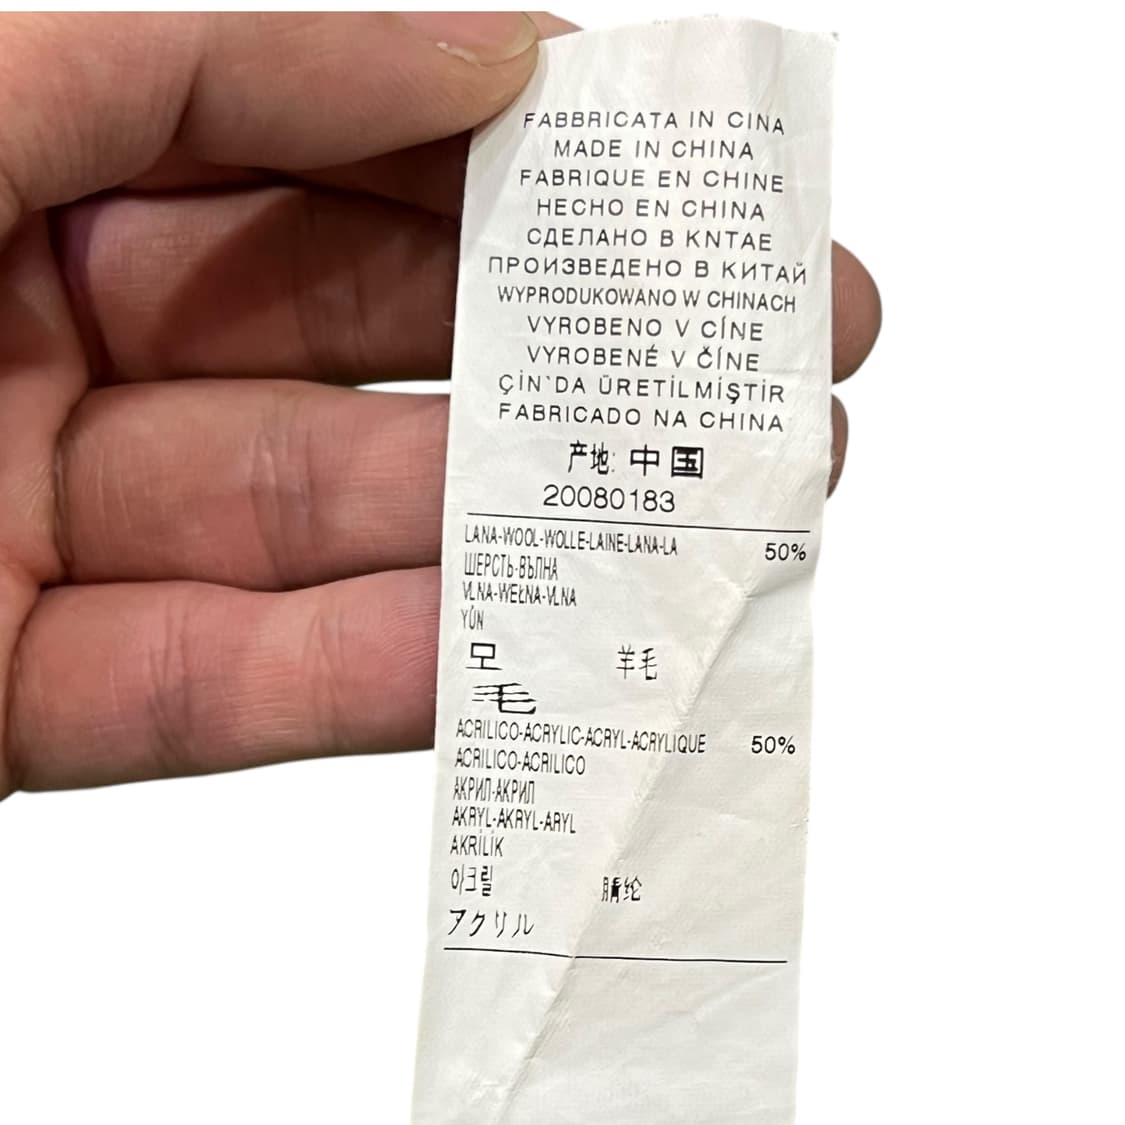 FABBRICATA IN CINA
MADE IN CHINA
FABRIQUE EN CHINE
HECHO EN CHINA
СДЕЛАНО В KNTAE
ПРОИЗВЕДЕНО В КИТАЙ
WYPRODUKOWANO W CHINACH
VYROBENO V CÍNE
VYROBENÉ V ČÍNE
ÇİN`DA ÜRETİLMİŞTİR
FABRICADO NA CHINA
产地: 中国
20080183
LANA-WOOL-WOLLE-LAINE-LANA-LA 50%
ШЕРСТЬ-ВЪЛНА
VLNA-WEŁNA-VLNA
YÜN
모 羊毛
毛
ACRILICO-ACRYLIC-ACRYL-ACRYLIQUE 50%
ACRILICO-ACRILICO
АКРИЛ-АКРИЛ
AKRYL-AKRYL-ARYL
AKRİLİK
아크릴 腈纶
アクリル